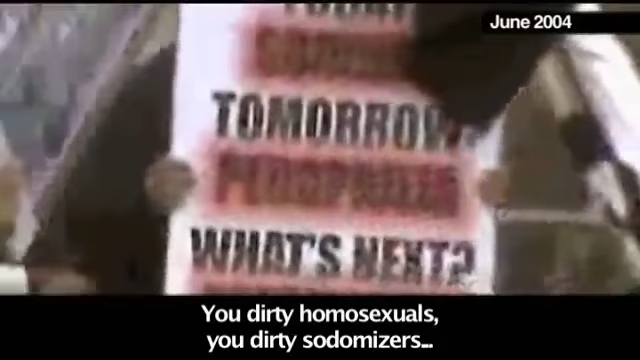 June 2004
TOMORROW
PEDOPHILIA
WHAT'S NEXT?
You dirty homosexuals,
you dirty sodomizers...